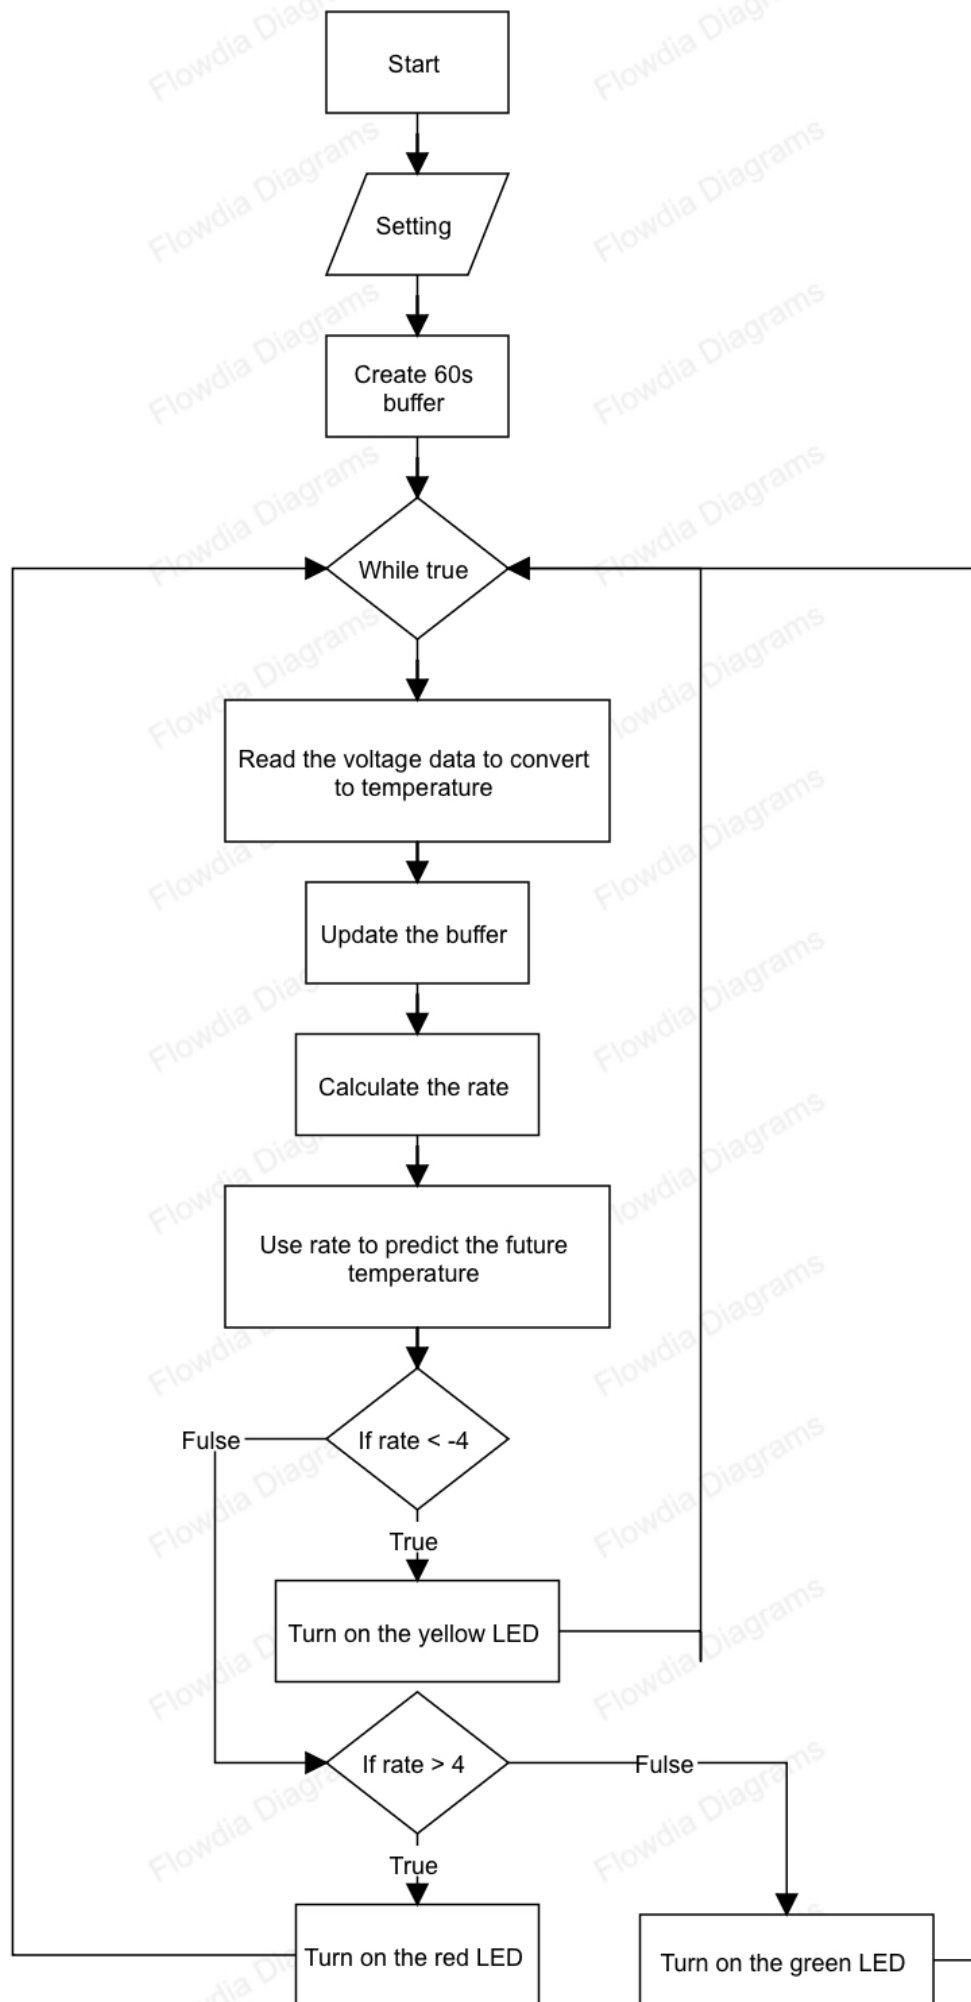 Start
Setting
Create 60s
buffer
While true
Read the voltage data to convert
to temperature
Update the buffer
Calculate the rate
Use rate to predict the future
temperature
If rate < -4
Fulse
True
Turn on the yellow LED
If rate > 4
Fulse
True
Turn on the red LED
Turn on the green LED
Flowdia Diagrams